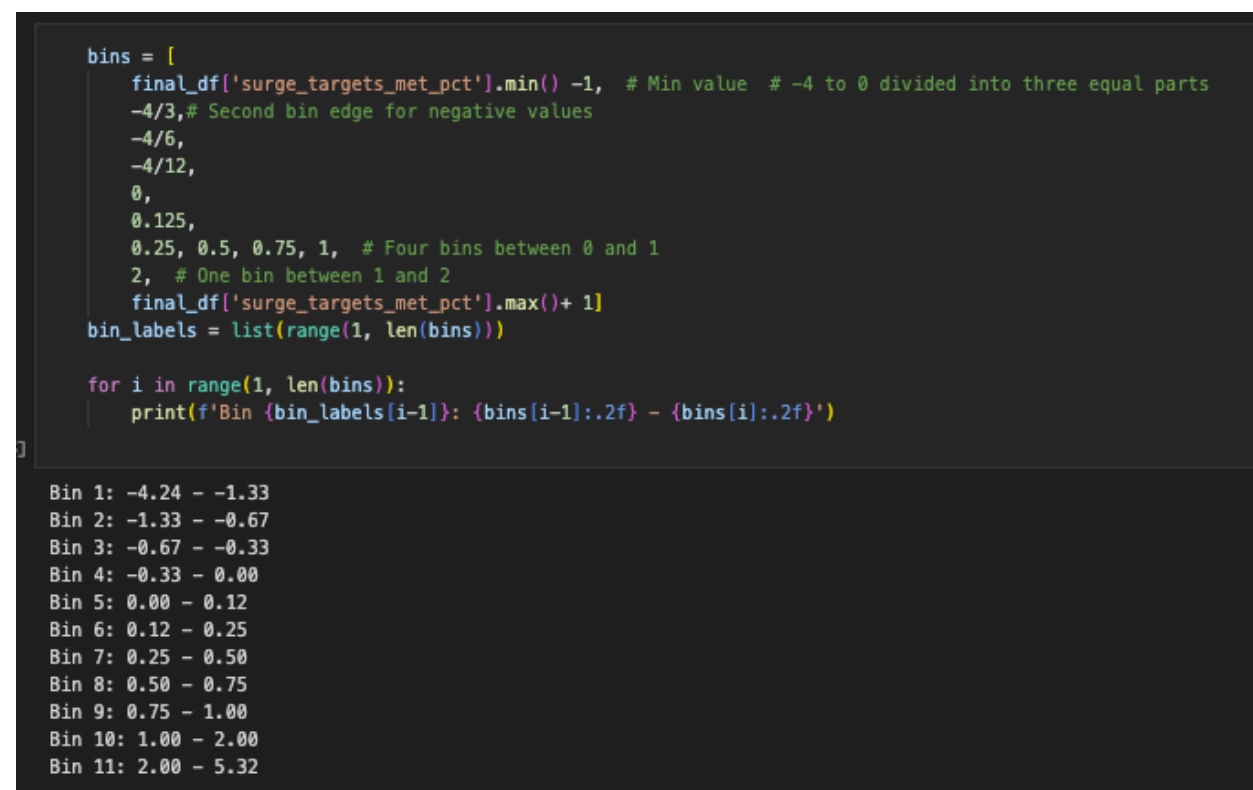 bins = [
    final_df['surge_targets_met_pct'].min() -1,  # Min value  # -4 to 0 divided into three equal parts
    -4/3,# Second bin edge for negative values
    -4/6,
    -4/12,
    0,
    0.125,
    0.25, 0.5, 0.75, 1,  # Four bins between 0 and 1
    2,  # One bin between 1 and 2
    final_df['surge_targets_met_pct'].max()+ 1]
bin_labels = list(range(1, len(bins)))

for i in range(1, len(bins)):
    print(f'Bin {bin_labels[i-1]}: {bins[i-1]:.2f} - {bins[i]:.2f}')
]
Bin 1: -4.24 - -1.33
Bin 2: -1.33 - -0.67
Bin 3: -0.67 - -0.33
Bin 4: -0.33 - 0.00
Bin 5: 0.00 - 0.12
Bin 6: 0.12 - 0.25
Bin 7: 0.25 - 0.50
Bin 8: 0.50 - 0.75
Bin 9: 0.75 - 1.00
Bin 10: 1.00 - 2.00
Bin 11: 2.00 - 5.32